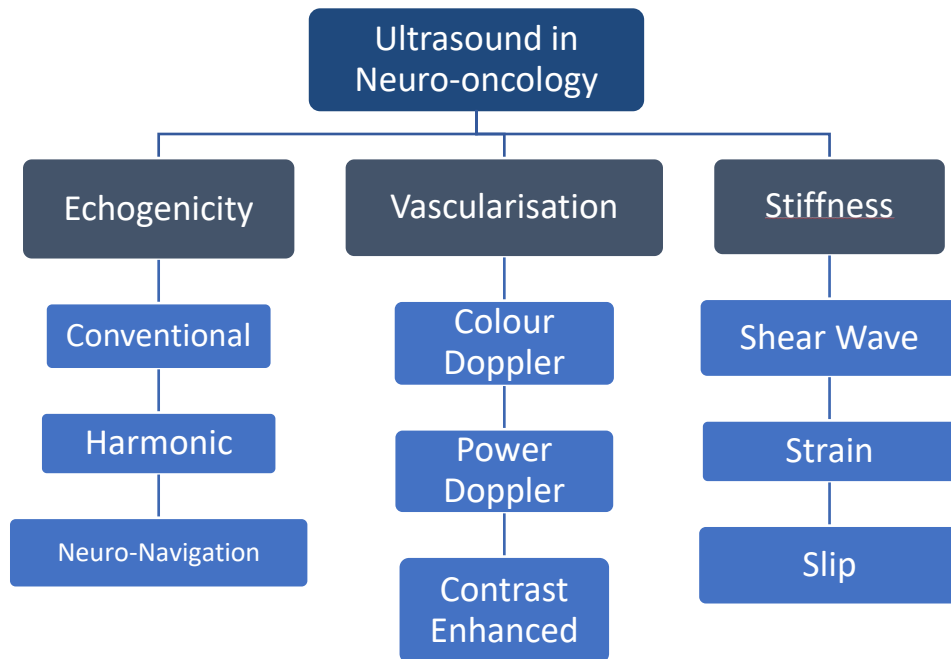 Ultrasound in
Neuro-oncology
Echogenicity
Vascularisation
Stiffness
Conventional
Harmonic
Neuro-Navigation
Colour
Doppler
Power
Doppler
Contrast
Enhanced
Shear Wave
Strain
Slip